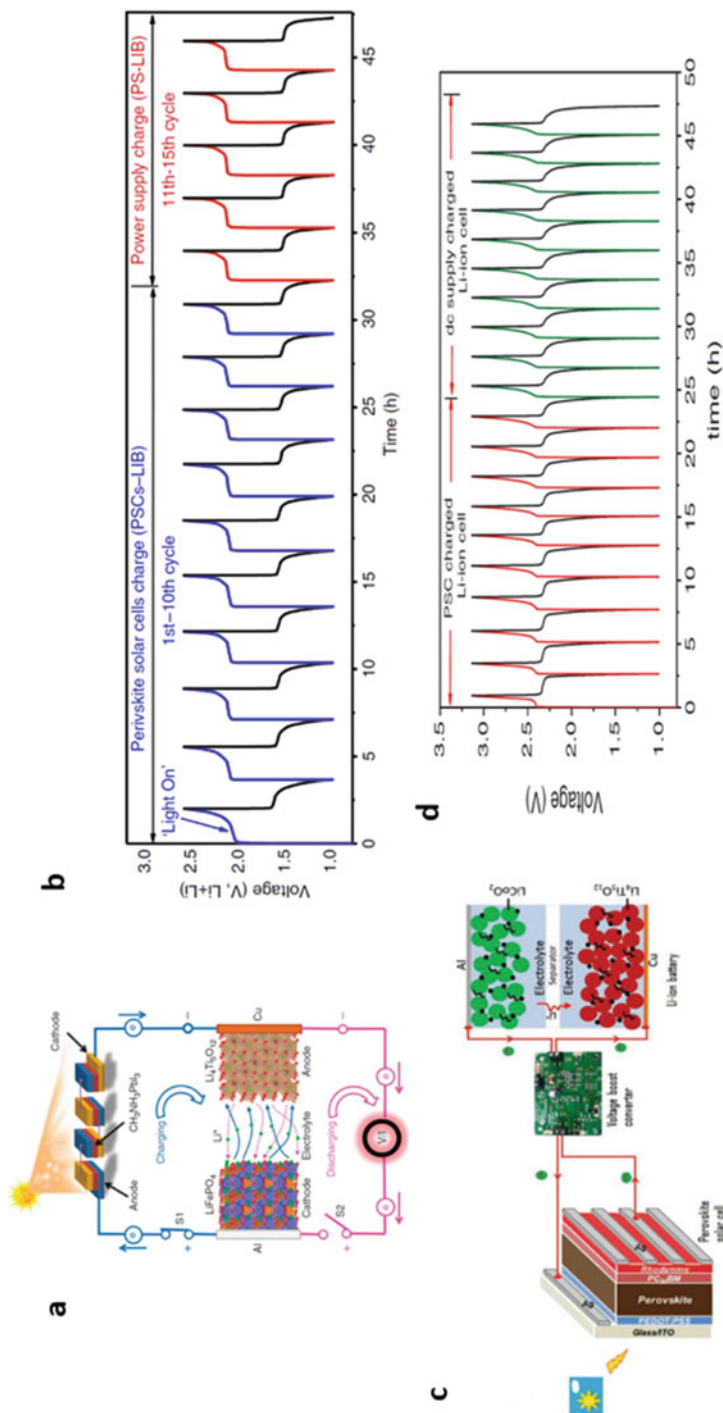 a
Cathode
CH3NH3PbI3
Anode
S1
+
−
Charging
Al
LiFePO4
Cathode
Li+
Electrolyte
Li4Ti5O12
Anode
Cu
Discharging
+
−
S2
V/I
b
Perivskite solar cells charge (PSCs–LIB)
Power supply charge (PS-LIB)
1st–10th cycle
11th-15th cycle
'Light On'
Voltage (V, Li+Li)
3.0
2.5
2.0
1.5
1.0
0
5
10
15
20
25
30
35
40
45
Time (h)
c
Ag
Ag
Rhodamine
PC60BM
Perovskite
PEDOT:PSS
Glass/ITO
Perovskite
solar cell
Voltage boost
converter
Al
LiCoO2
Electrolyte
Separator
Electrolyte
Li4Ti5O12
Cu
Li-ion battery
d
PSC charged
Li-ion cell
dc supply charged
Li-ion cell
Voltage (V)
3.5
3.0
2.5
2.0
1.5
1.0
0
5
10
15
20
25
30
35
40
45
50
time (h)